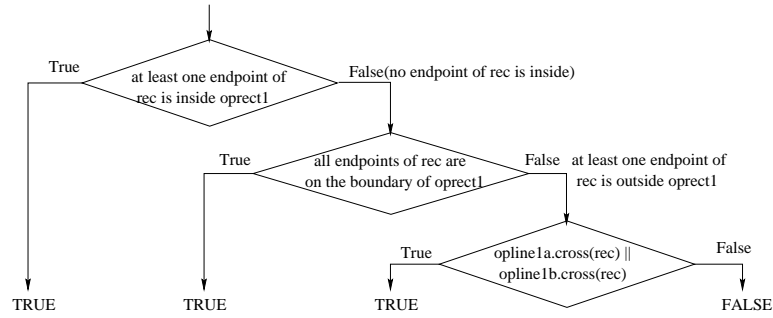 True
at least one endpoint of
rec is inside oprect1
False(no endpoint of rec is inside)
True
all endpoints of rec are
on the boundary of oprect1
False
at least one endpoint of
rec is outside oprect1
True
opline1a.cross(rec) ||
opline1b.cross(rec)
False
TRUE
TRUE
TRUE
FALSE